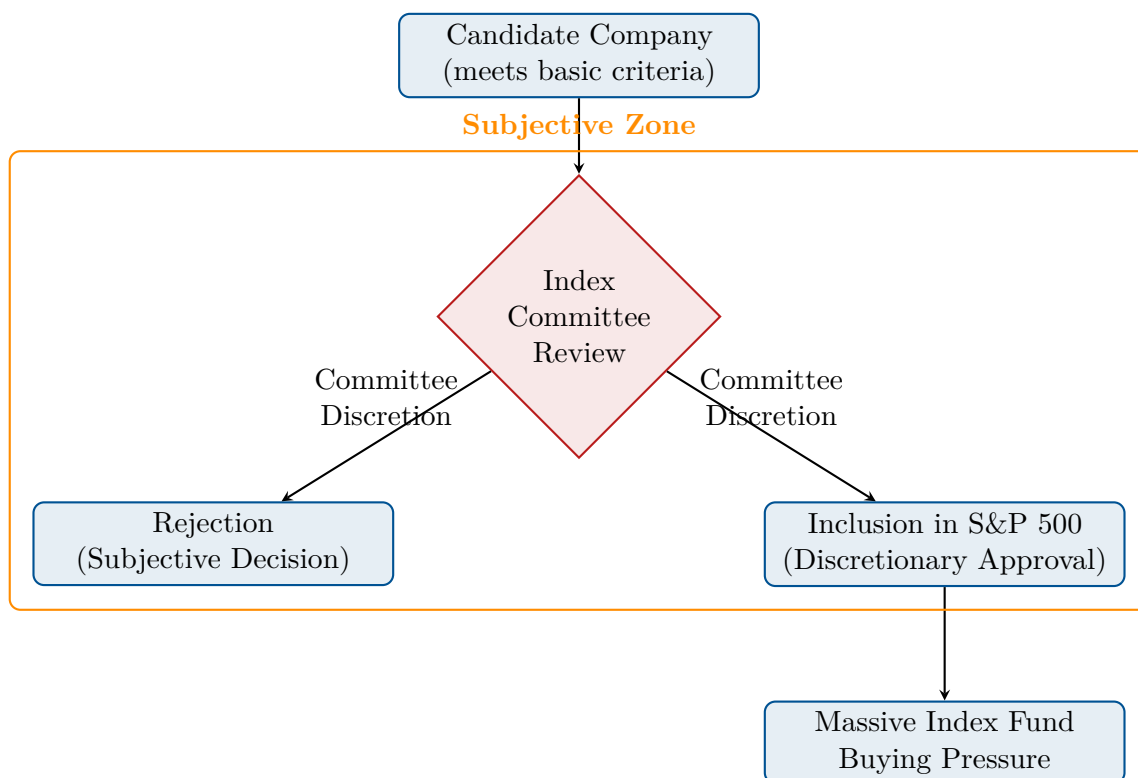 Candidate Company
(meets basic criteria)
Subjective Zone
Index
Committee
Review
Committee
Discretion
Committee
Discretion
Rejection
(Subjective Decision)
Inclusion in S&P 500
(Discretionary Approval)
Massive Index Fund
Buying Pressure